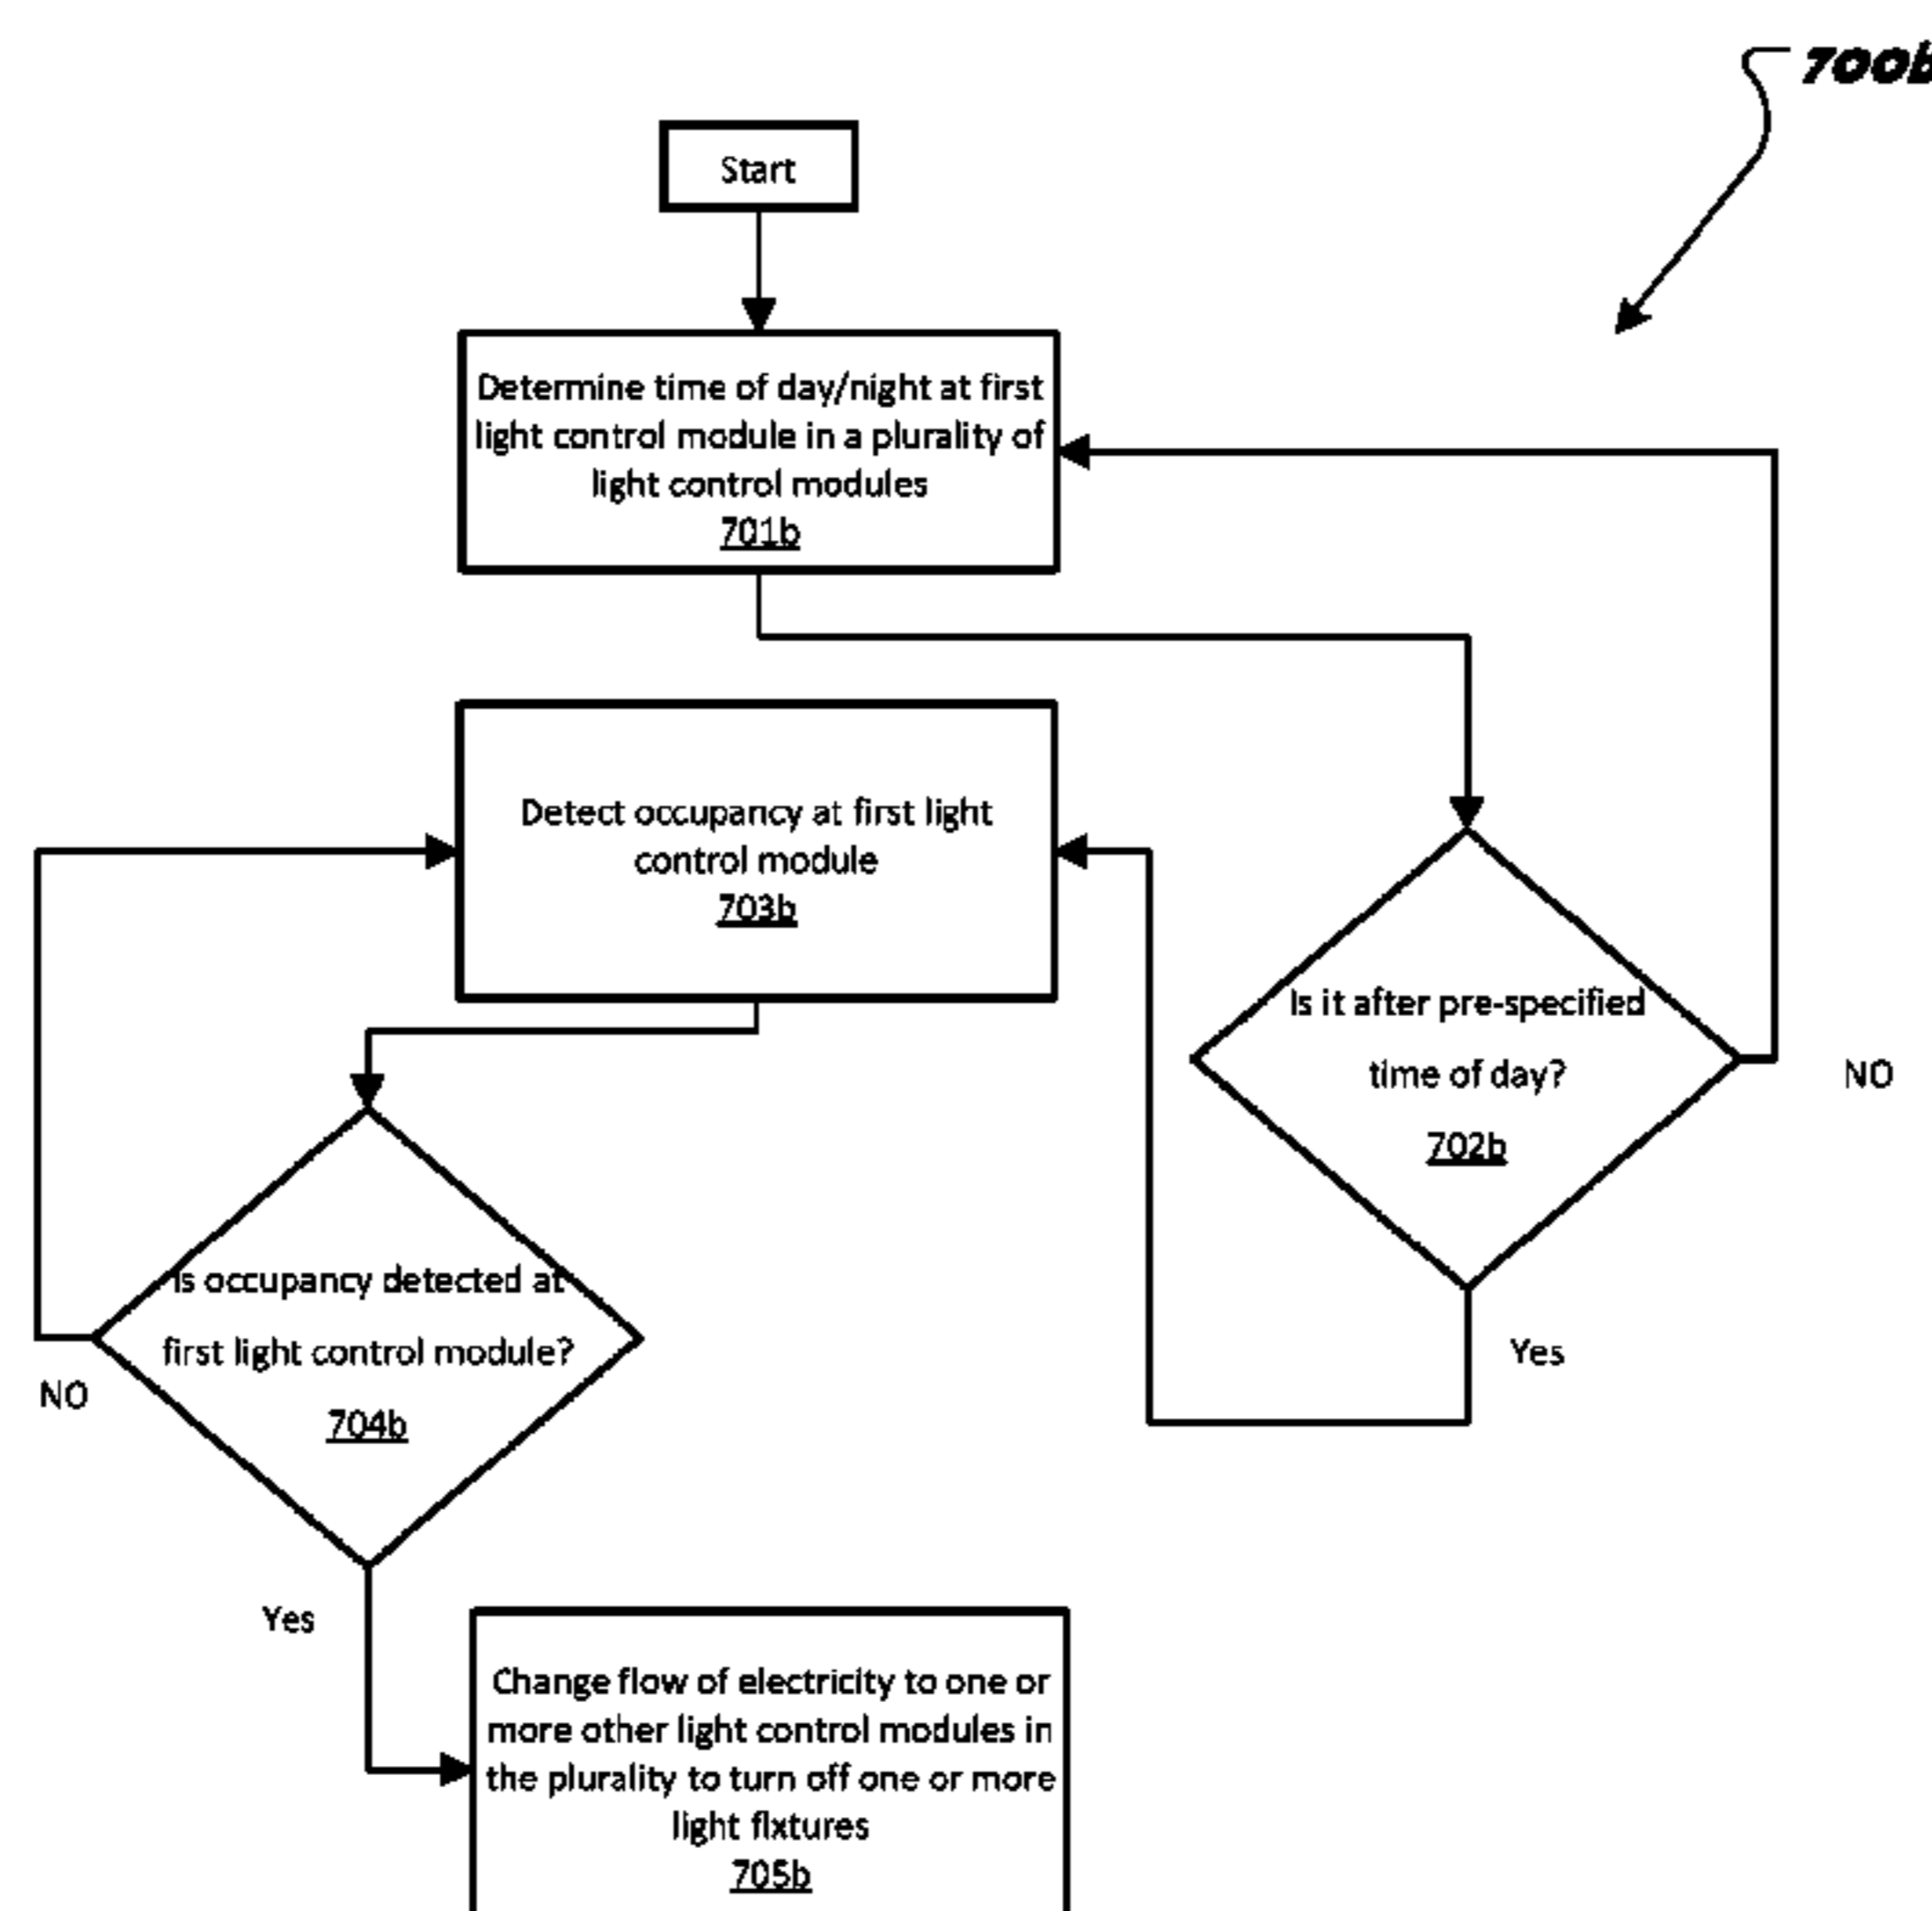 700b
Start
Determine time of day/night at first
light control module in a plurality of
light control modules
701b
Detect occupancy at first light
control module
703b
Is it after pre-specified
time of day?
702b
NO
Yes
Is occupancy detected at
first light control module?
704b
NO
Yes
Change flow of electricity to one or
more other light control modules in
the plurality to turn off one or more
light fixtures
705b